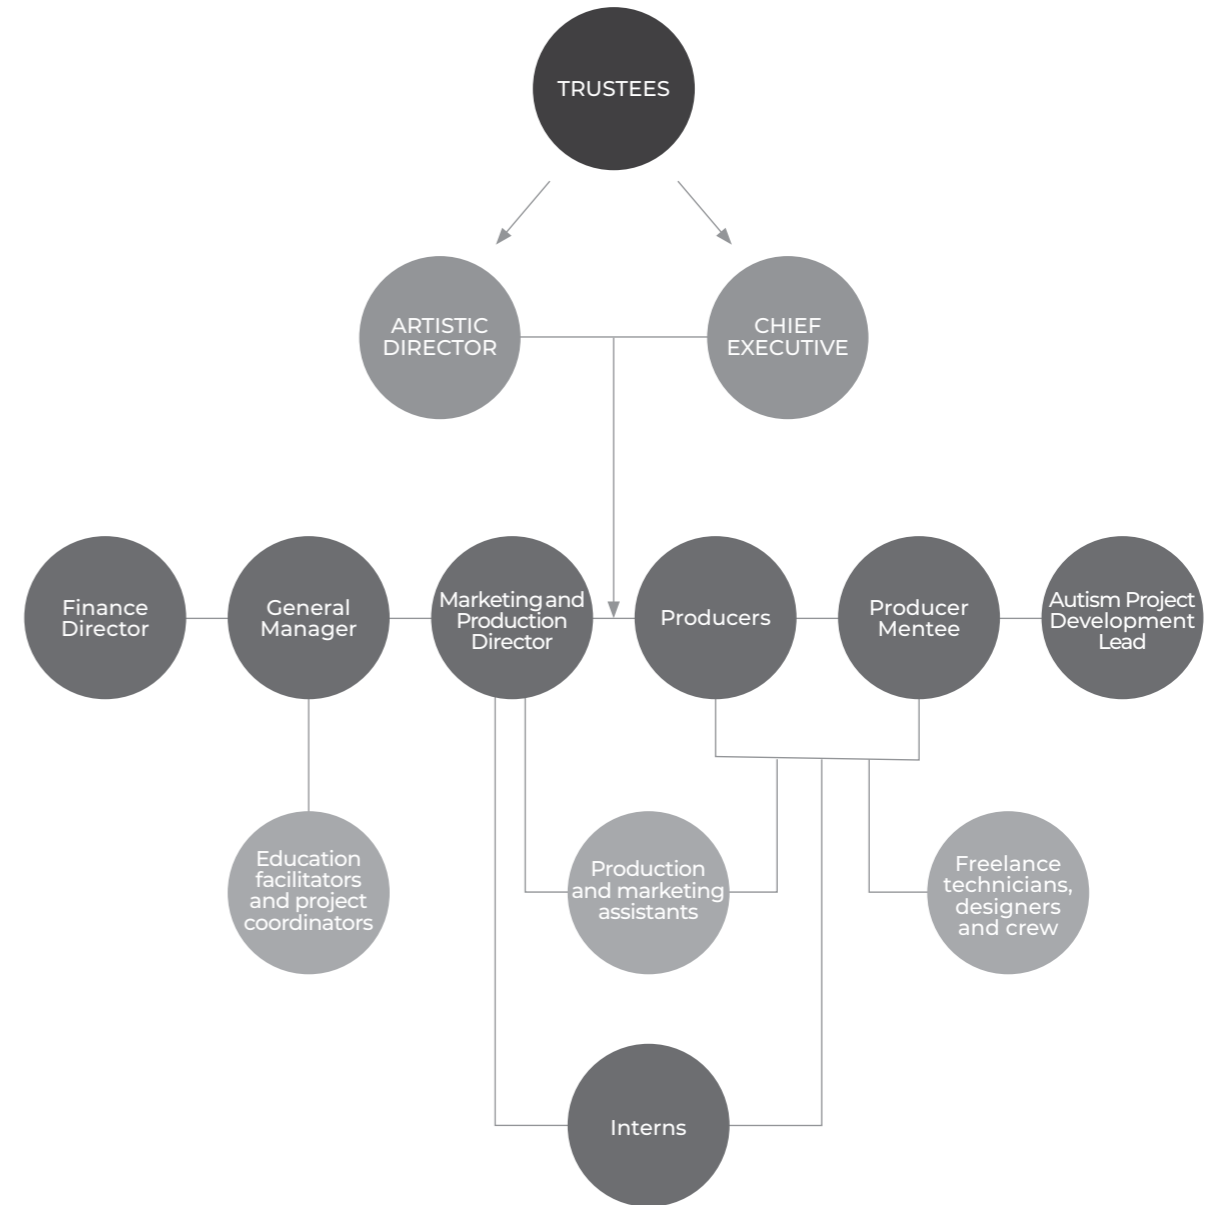 TRUSTEES
ARTISTIC
DIRECTOR
CHIEF
EXECUTIVE
Finance
Director
General
Manager
Marketing and
Production
Director
Producers
Producer
Mentee
Autism Project
Development
Lead
Education
facilitators
and project
coordinators
Production
and marketing
assistants
Freelance
technicians,
designers
and crew
Interns